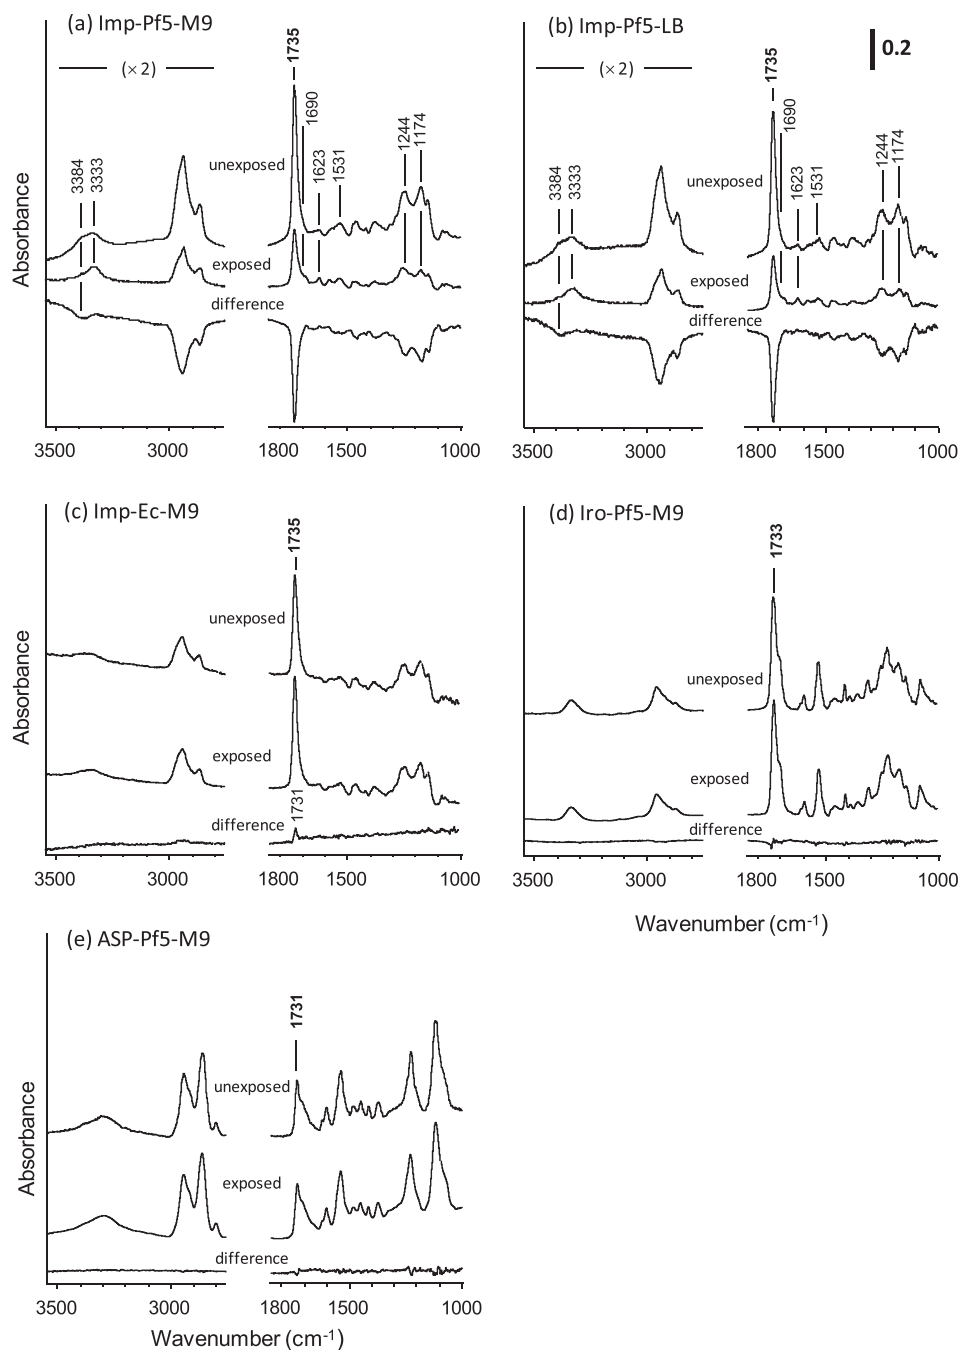 (a) Imp-Pf5-M9
(× 2)
1735
1690
3384
3333
1623
1531
1244
1174
unexposed
exposed
difference
Absorbance
3500 3000 1800 1500 1000
(b) Imp-Pf5-LB
0.2
(× 2)
1735
1690
3384
3333
1623
1531
1244
1174
unexposed
exposed
difference
3500 3000 1800 1500 1000
(c) Imp-Ec-M9
1735
unexposed
exposed
1731
difference
Absorbance
3500 3000 1800 1500 1000
(d) Iro-Pf5-M9
1733
unexposed
exposed
difference
3500 3000 1800 1500 1000
Wavenumber (cm-1)
(e) ASP-Pf5-M9
1731
unexposed
exposed
difference
Absorbance
3500 3000 1800 1500 1000
Wavenumber (cm-1)